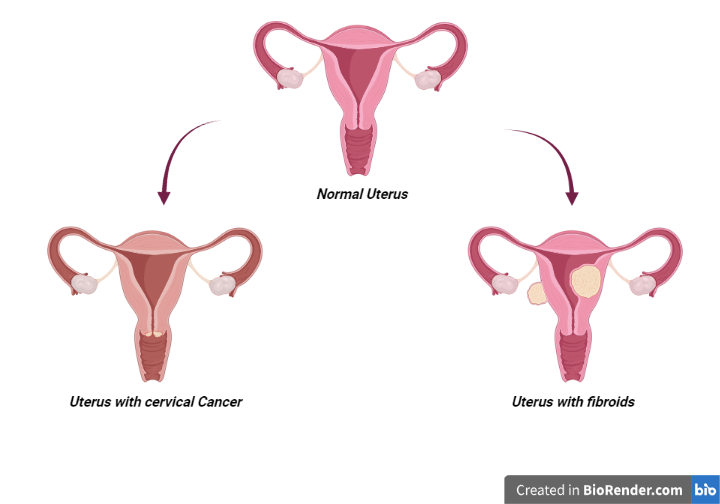 Normal Uterus
Uterus with cervical Cancer
Uterus with fibroids
Created in BioRender.com bio